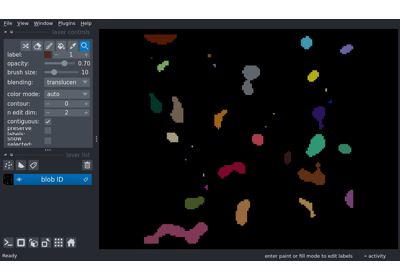 File View Window Plugins Help
layer controls
label: 1
opacity: 0.70
brush size: 10
blending: translucen
color mode: auto
contour: 0
n edit dim: 2
contiguous:
preserve labels:
show selected:
layer list
blob ID
Ready
enter paint or fill mode to edit labels
activity